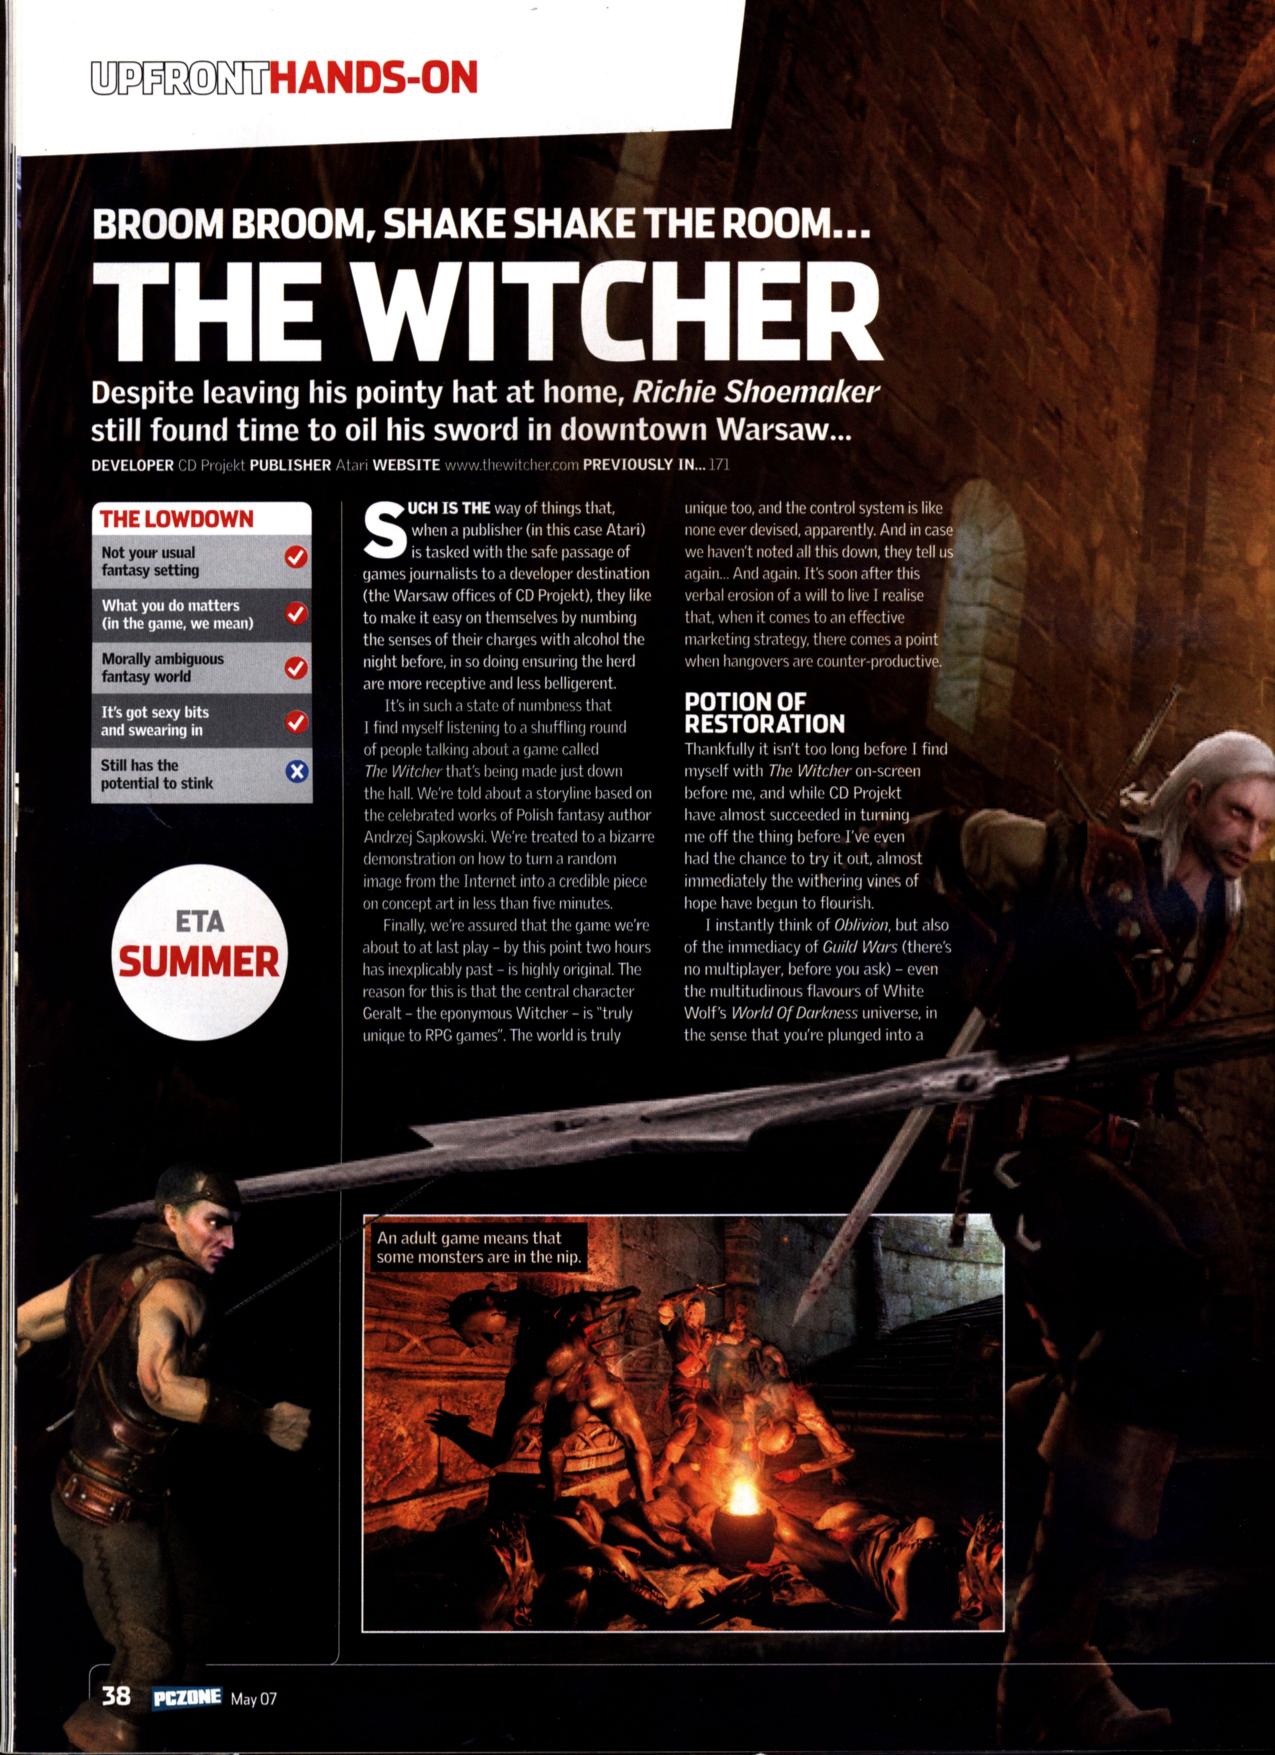 UPFRONTHANDS-ON
BROOM BROOM, SHAKE SHAKE THE ROOM...
THE WITCHER
Despite leaving his pointy hat at home, Richie Shoemaker
still found time to oil his sword in downtown Warsaw...
DEVELOPER CD Projekt PUBLISHER Atari WEBSITE www.thewitcher.com PREVIOUSLY IN... 171
THE LOWDOWN
Not your usual
fantasy setting
What you do matters
(in the game, we mean)
Morally ambiguous
fantasy world
It's got sexy bits
and swearing in
Still has the
potential to stink
ETA
SUMMER
SUCH IS THE way of things that,
when a publisher (in this case Atari)
is tasked with the safe passage of
games journalists to a developer destination
(the Warsaw offices of CD Projekt), they like
to make it easy on themselves by numbing
the senses of their charges with alcohol the
night before, in so doing ensuring the herd
are more receptive and less belligerent.
It's in such a state of numbness that
I find myself listening to a shuffling round
of people talking about a game called
The Witcher that's being made just down
the hall. We're told about a storyline based on
the celebrated works of Polish fantasy author
Andrzej Sapkowski. We're treated to a bizarre
demonstration on how to turn a random
image from the Internet into a credible piece
on concept art in less than five minutes.
Finally, we're assured that the game we're
about to at last play – by this point two hours
has inexplicably past – is highly original. The
reason for this is that the central character
Geralt – the eponymous Witcher – is "truly
unique to RPG games". The world is truly
unique too, and the control system is like
none ever devised, apparently. And in case
we haven't noted all this down, they tell us
again... And again. It's soon after this
verbal erosion of a will to live I realise
that, when it comes to an effective
marketing strategy, there comes a point
when hangovers are counter-productive.
POTION OF
RESTORATION
Thankfully it isn't too long before I find
myself with The Witcher on-screen
before me, and while CD Projekt
have almost succeeded in turning
me off the thing before I've even
had the chance to try it out, almost
immediately the withering vines of
hope have begun to flourish.
I instantly think of Oblivion, but also
of the immediacy of Guild Wars (there's
no multiplayer, before you ask) – even
the multitudinous flavours of White
Wolf's World Of Darkness universe, in
the sense that you're plunged into a
An adult game means that
some monsters are in the nip.
38 PCZONE May 07